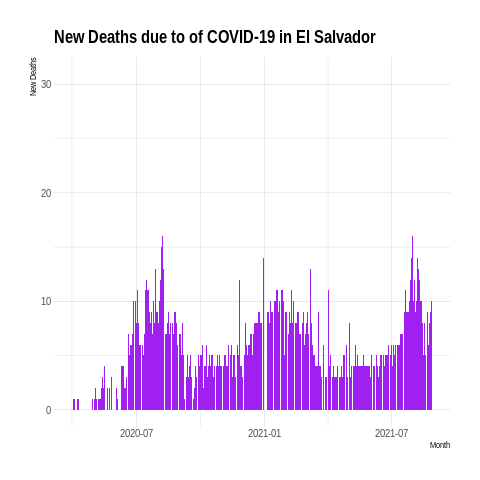 New Deaths due to of COVID-19 in El Salvador
New Deaths
30
20
10
0
2020-07
2021-01
2021-07
Month